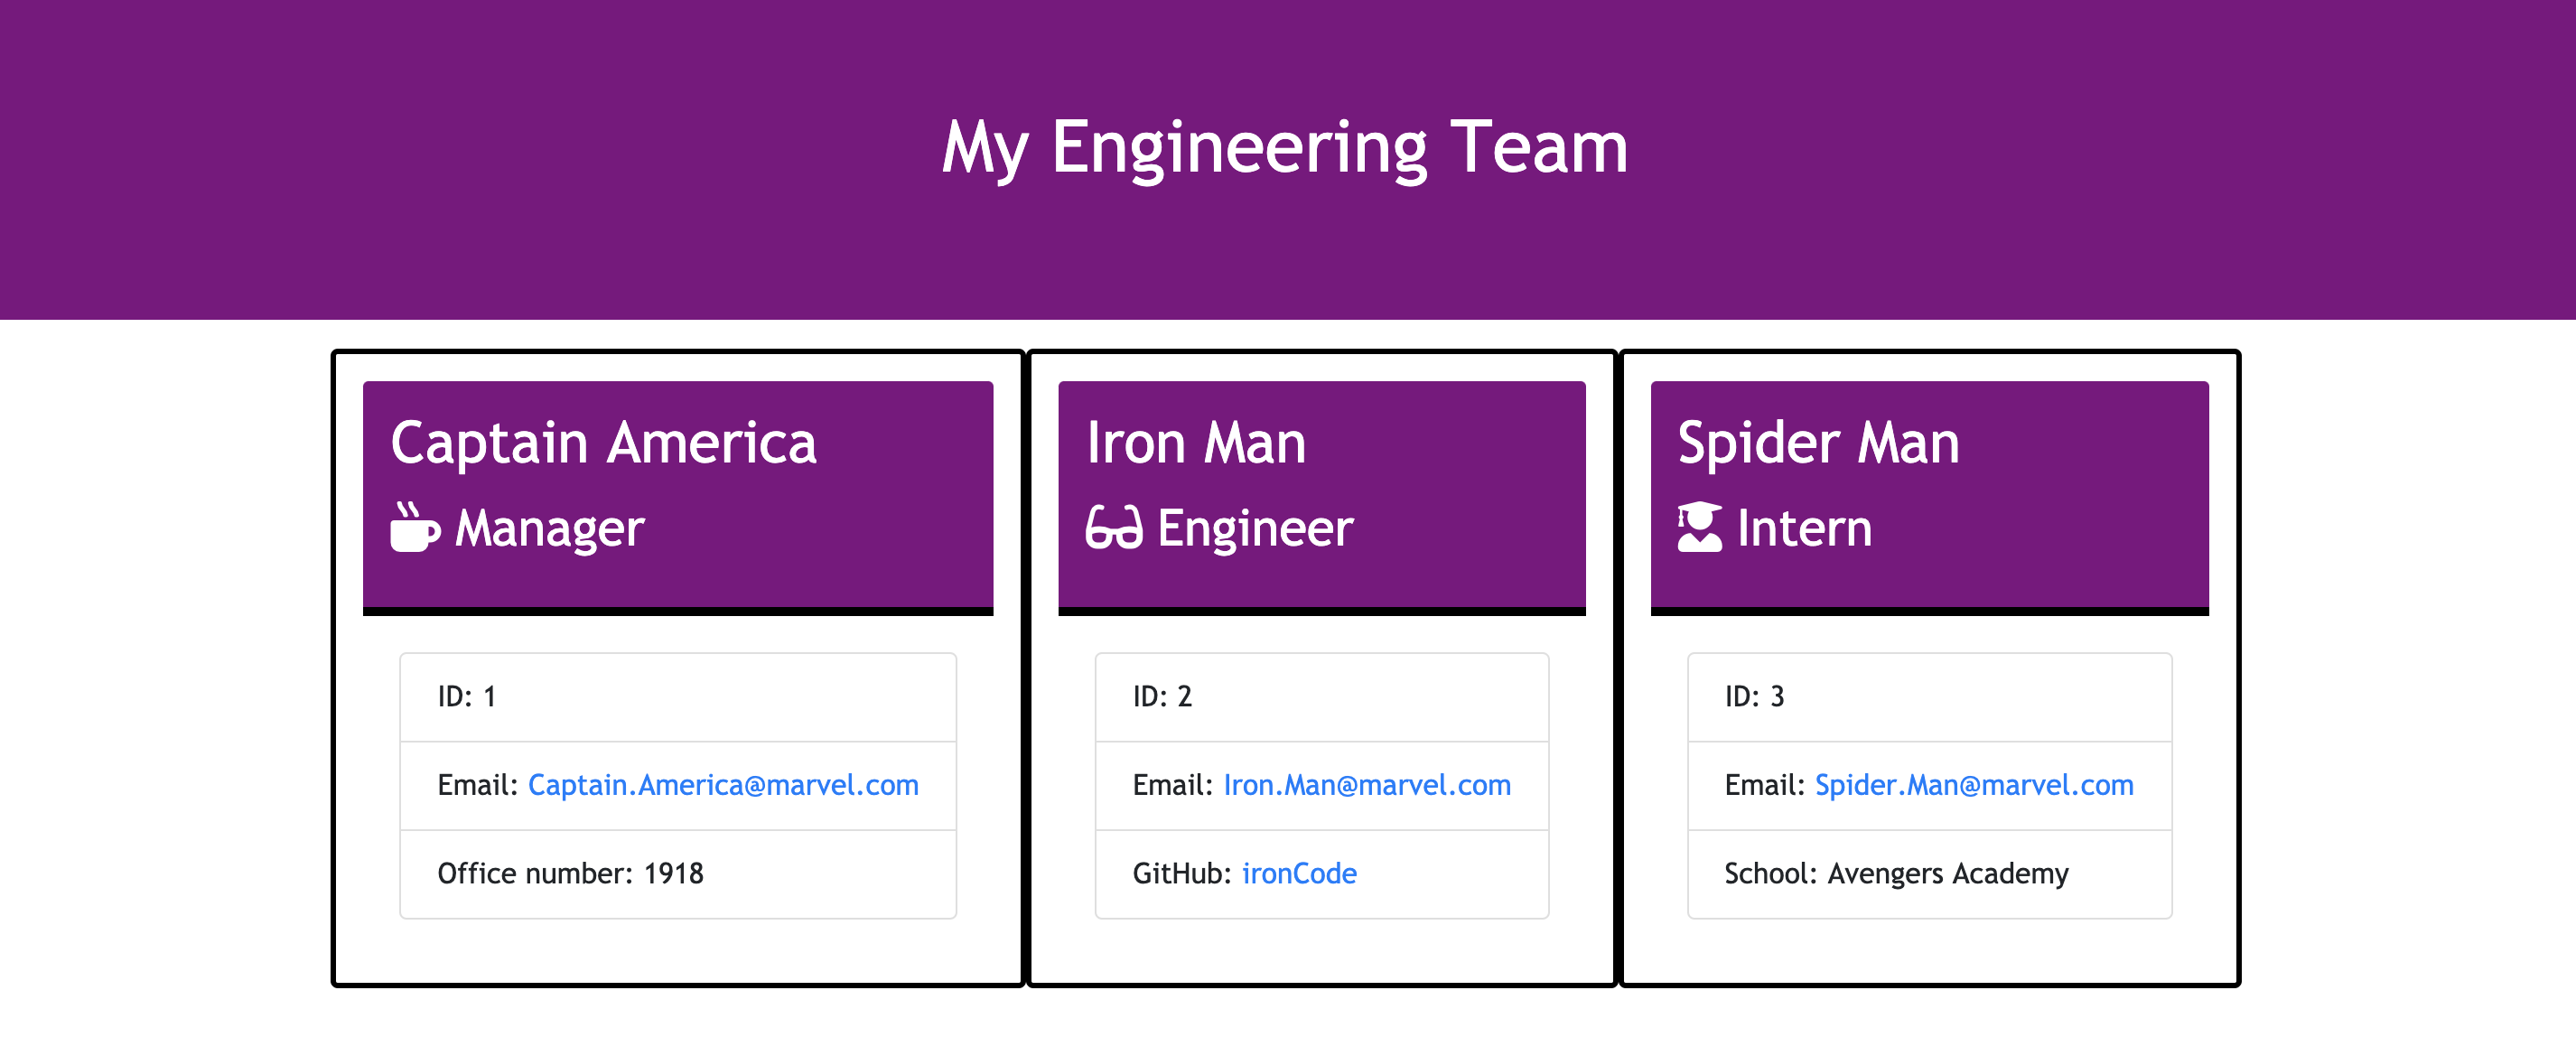 My Engineering Team
Captain America
Manager
ID: 1
Email: Captain.America@marvel.com
Office number: 1918
Iron Man
Engineer
ID: 2
Email: Iron.Man@marvel.com
GitHub: ironCode
Spider Man
Intern
ID: 3
Email: Spider.Man@marvel.com
School: Avengers Academy